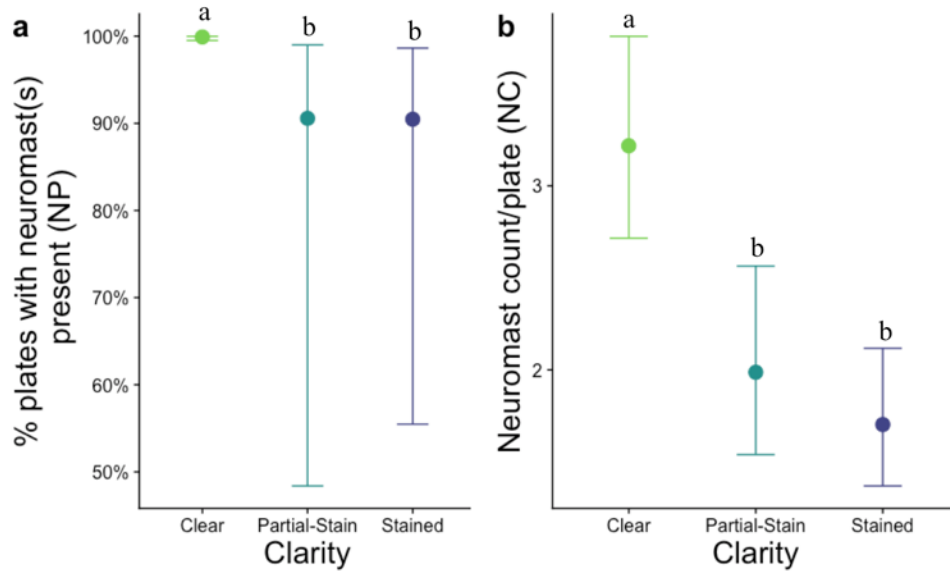 a
% plates with neuromast(s)
present (NP)
100%
90%
80%
70%
60%
50%
a
b
b
Clear
Partial-Stain
Stained
Clarity
b
Neuromast count/plate (NC)
3
2
a
b
b
Clear
Partial-Stain
Stained
Clarity